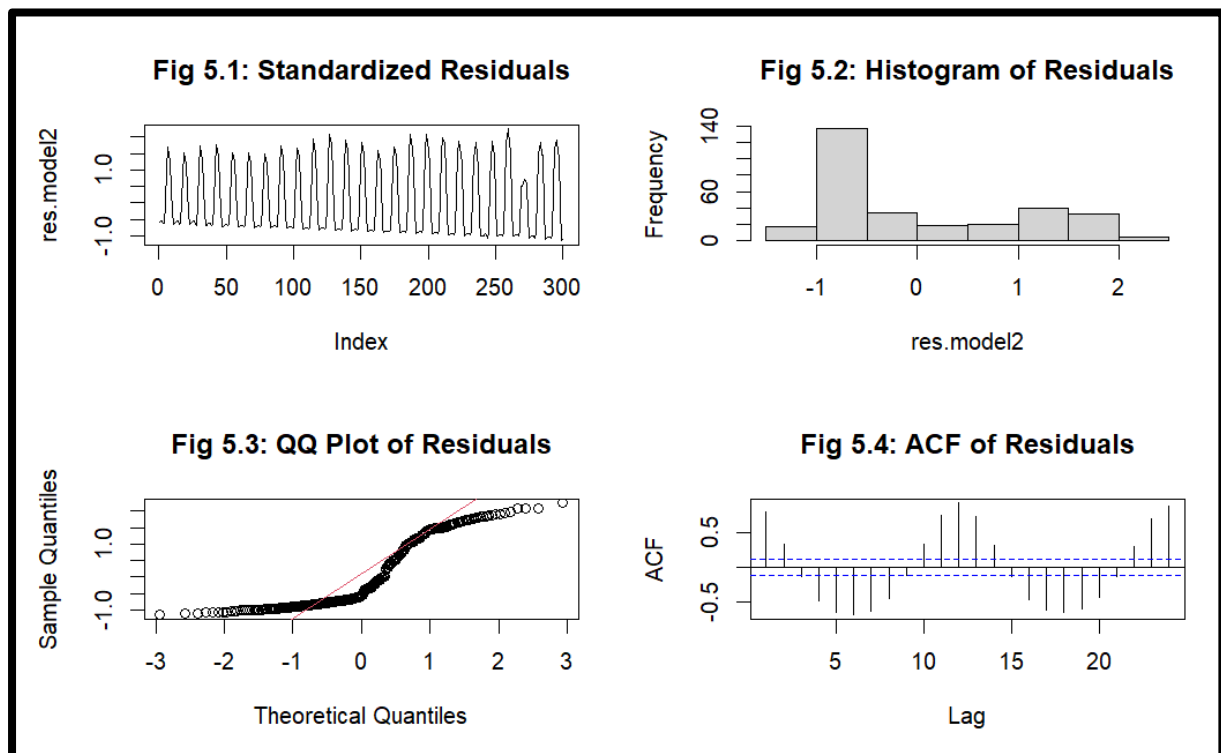 Fig 5.1: Standardized Residuals
res.model2
1.0
-1.0
0 50 100 150 200 250 300
Index
Fig 5.2: Histogram of Residuals
Frequency
140
60
0
-1 0 1 2
res.model2
Fig 5.3: QQ Plot of Residuals
Sample Quantiles
1.0
-1.0
-3 -2 -1 0 1 2 3
Theoretical Quantiles
Fig 5.4: ACF of Residuals
ACF
0.5
-0.5
5 10 15 20
Lag